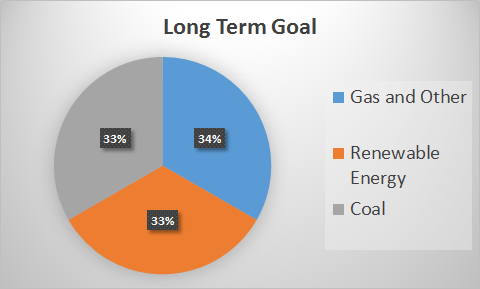 Long Term Goal
33%
34%
33%
Gas and Other
Renewable
Energy
Coal